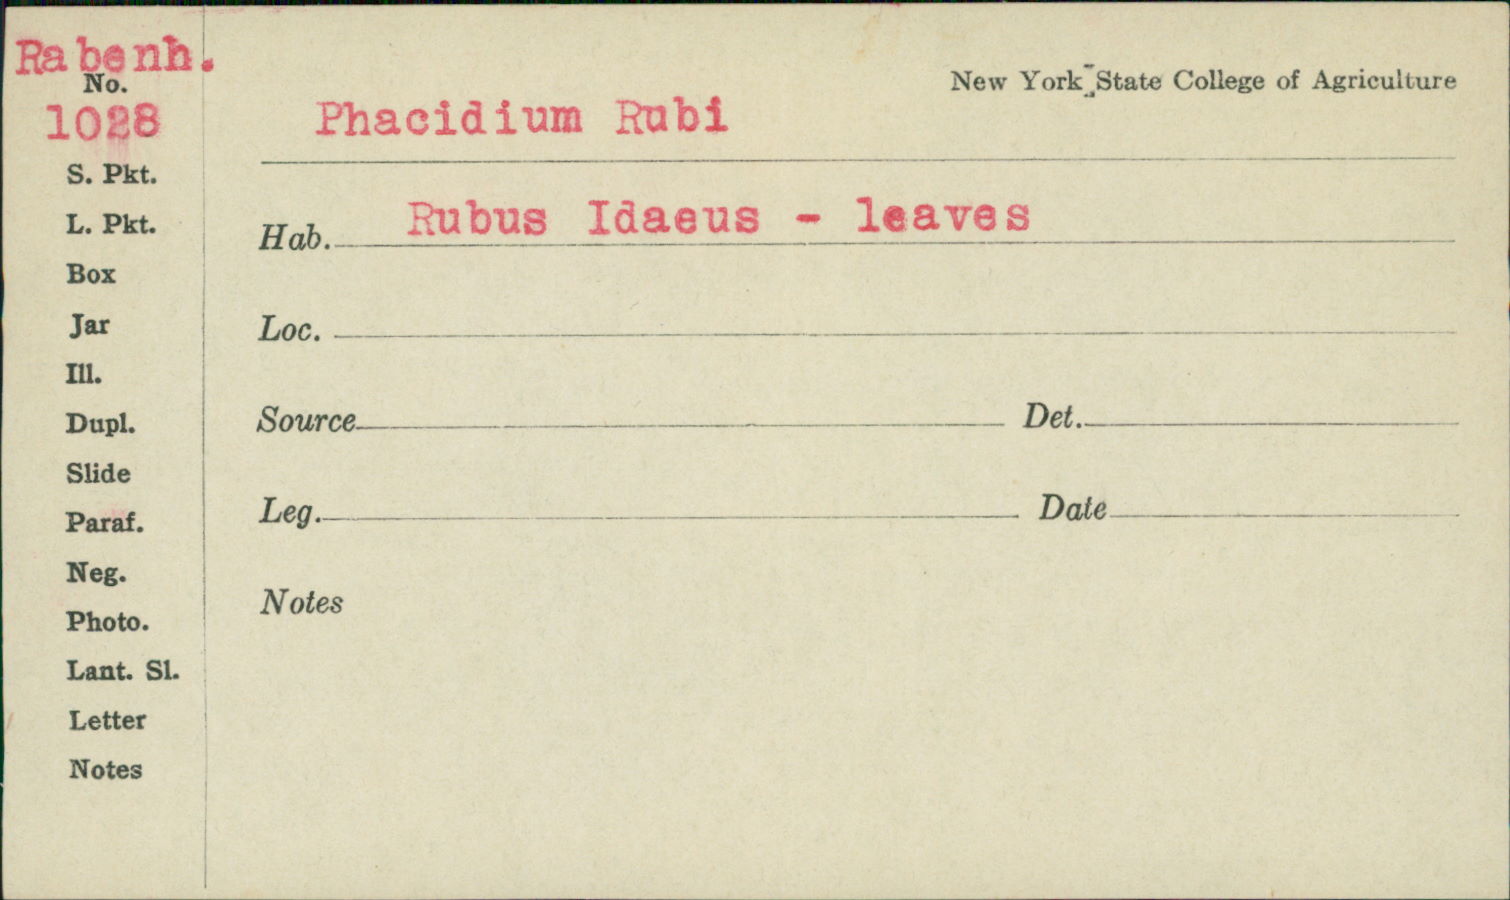 Rabenh.
No.
1028
S. Pkt.
L. Pkt.
Box
Jar
Ill.
Dupl.
Slide
Paraf.
Neg.
Photo.
Lant. Sl.
Letter
Notes
New York State College of Agriculture
Phacidium Rubi
Hab. Rubus Idaeus - leaves
Loc.
Source Det.
Leg. Date
Notes